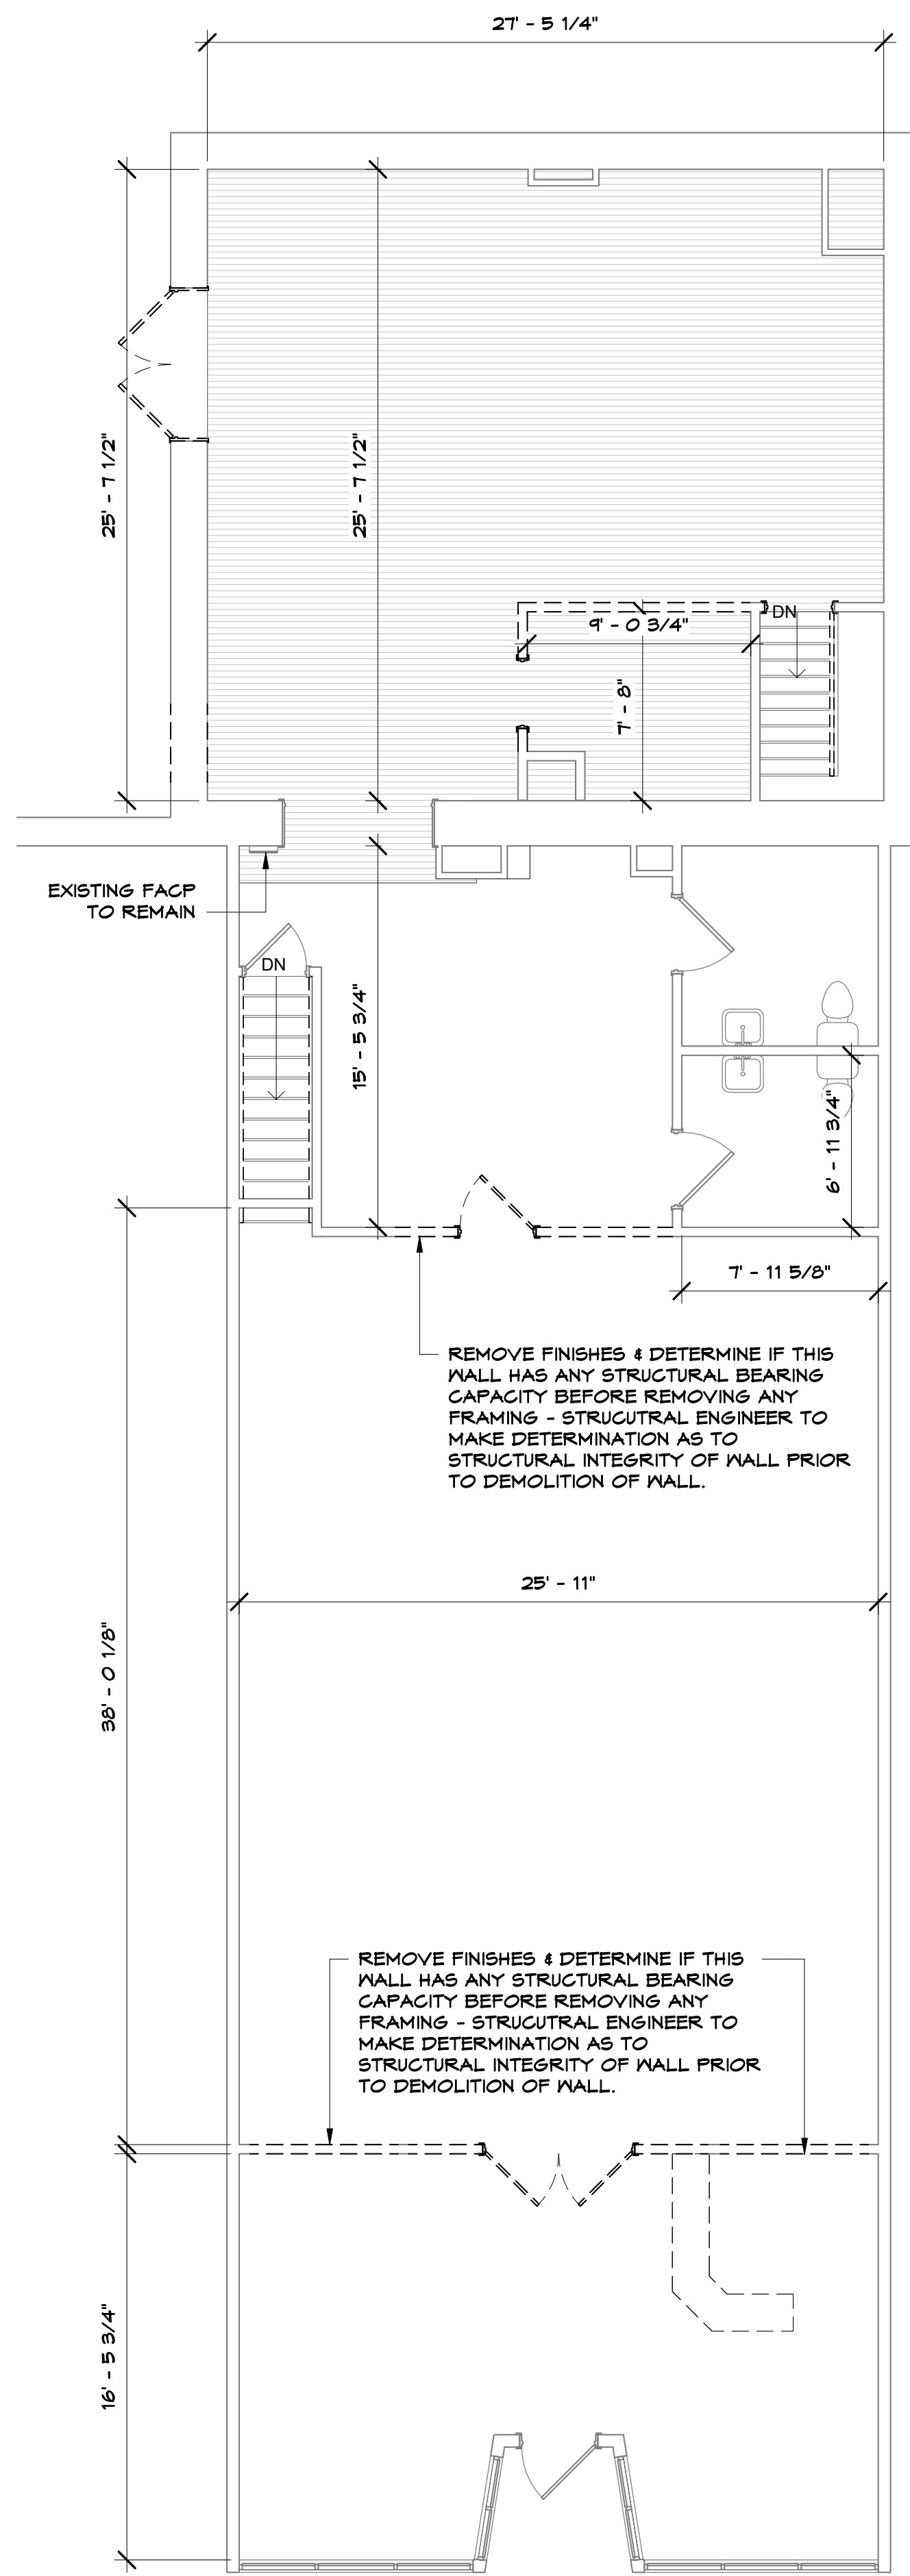 27' - 5 1/4"
25' - 7 1/2"
25' - 7 1/2"
DN
9' - 0 3/4"
7' - 8"
EXISTING FACP
TO REMAIN
DN
15' - 5 3/4"
6' - 11 3/4"
7' - 11 5/8"
REMOVE FINISHES & DETERMINE IF THIS
WALL HAS ANY STRUCTURAL BEARING
CAPACITY BEFORE REMOVING ANY
FRAMING - STRUCUTRAL ENGINEER TO
MAKE DETERMINATION AS TO
STRUCTURAL INTEGRITY OF WALL PRIOR
TO DEMOLITION OF WALL.
25' - 11"
38' - 0 1/8"
REMOVE FINISHES & DETERMINE IF THIS
WALL HAS ANY STRUCTURAL BEARING
CAPACITY BEFORE REMOVING ANY
FRAMING - STRUCUTRAL ENGINEER TO
MAKE DETERMINATION AS TO
STRUCTURAL INTEGRITY OF WALL PRIOR
TO DEMOLITION OF WALL.
16' - 5 3/4"